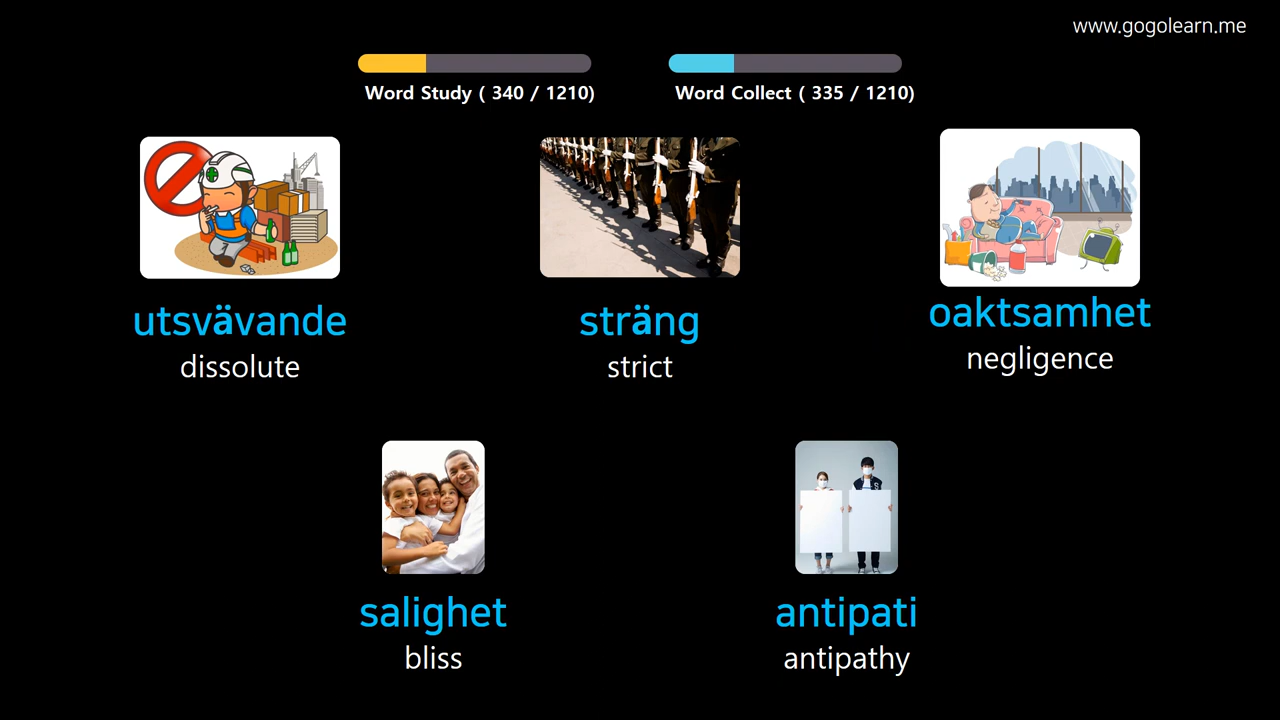 www.gogolearn.me
Word Study ( 340 / 1210)
Word Collect ( 335 / 1210)
utsvävande
dissolute
sträng
strict
oaktsamhet
negligence
salighet
bliss
antipati
antipathy